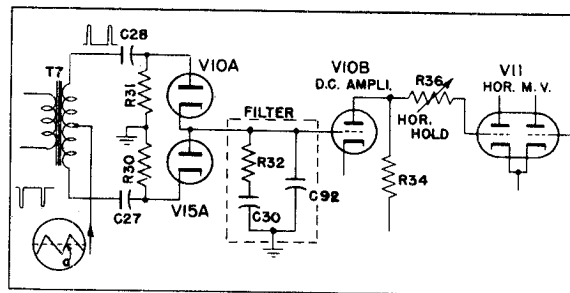 C28
V10A
V10B
D.C. AMPLI.
R36
V11
HOR. M. V.
T7
R31
FILTER
HOR.
HOLD
R30
R32
C92
R34
C27
V15A
C30
d